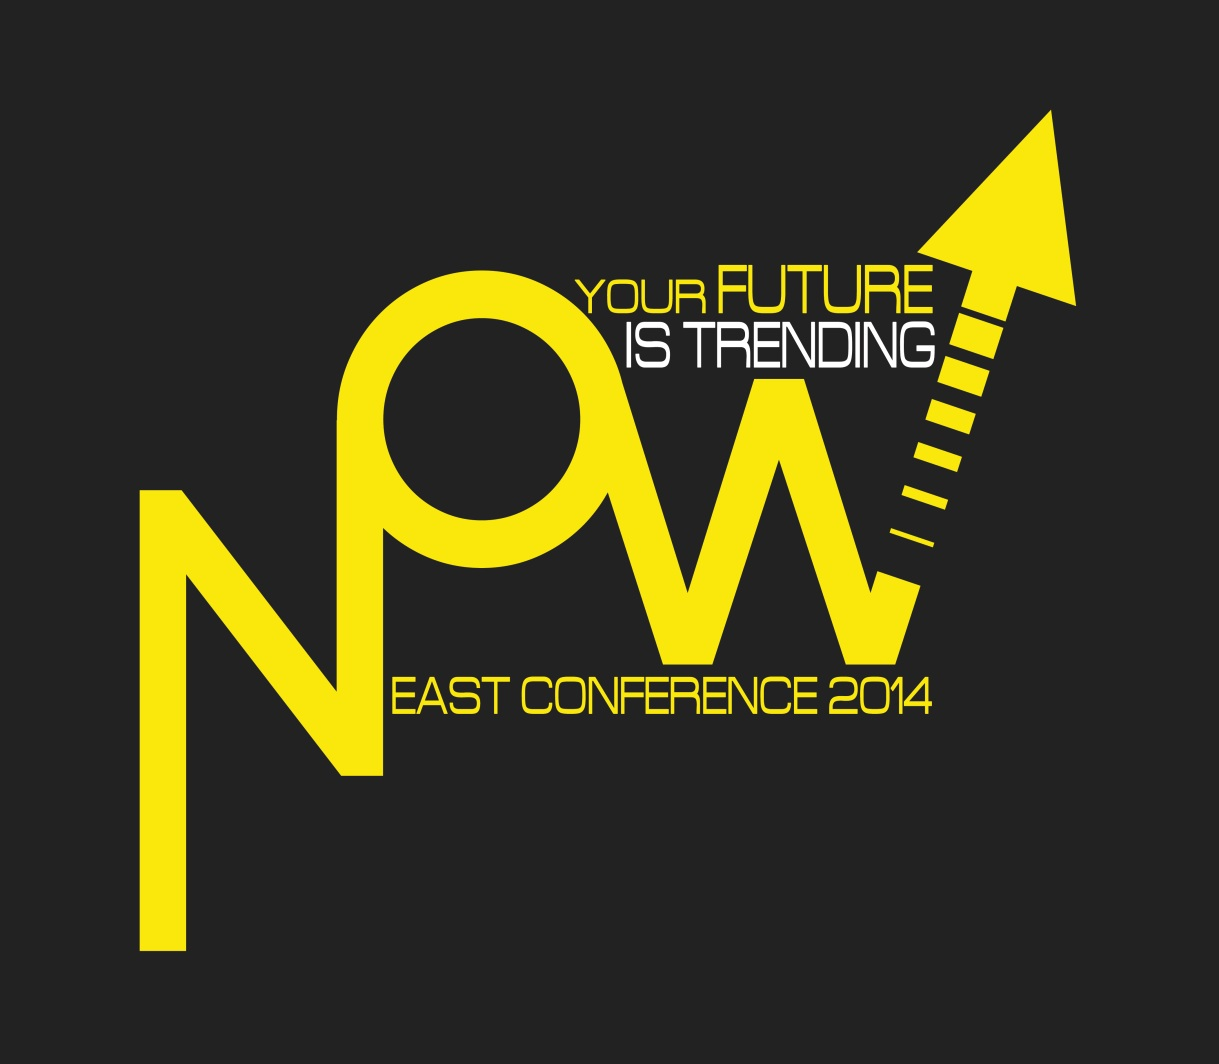 NOW
YOUR FUTURE
IS TRENDING
EAST CONFERENCE 2014